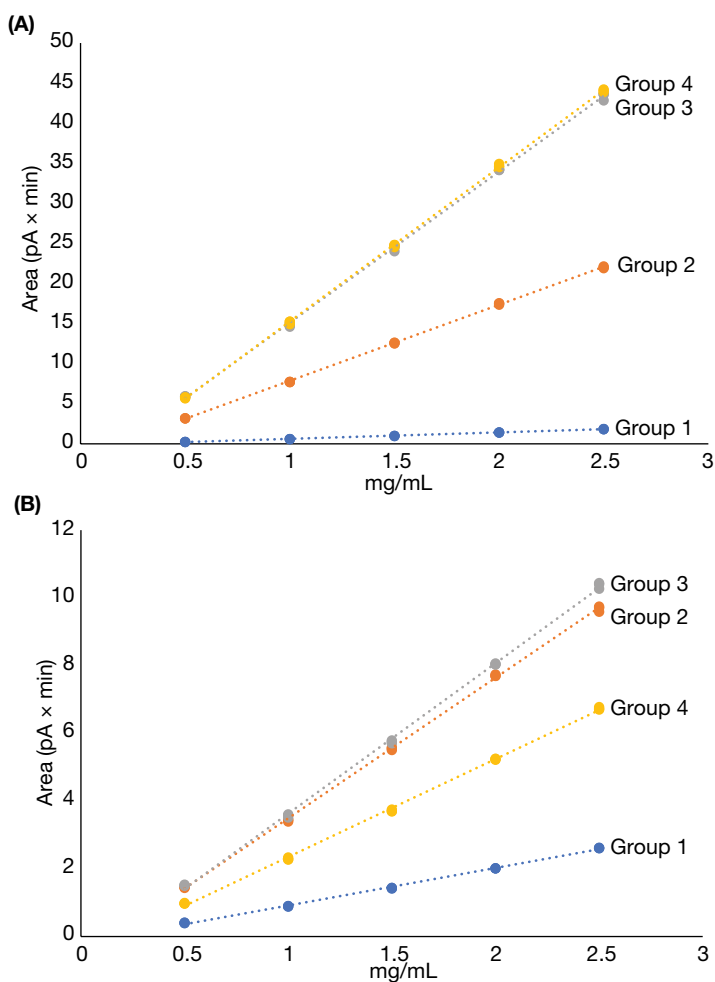 (A)
50
45
40
35
30
25
20
15
10
5
0
Area (pA × min)
Group 4
Group 3
Group 2
Group 1
0 0.5 1 1.5 2 2.5 3
mg/mL
(B)
12
10
8
6
4
2
0
Area (pA × min)
Group 3
Group 2
Group 4
Group 1
0 0.5 1 1.5 2 2.5 3
mg/mL